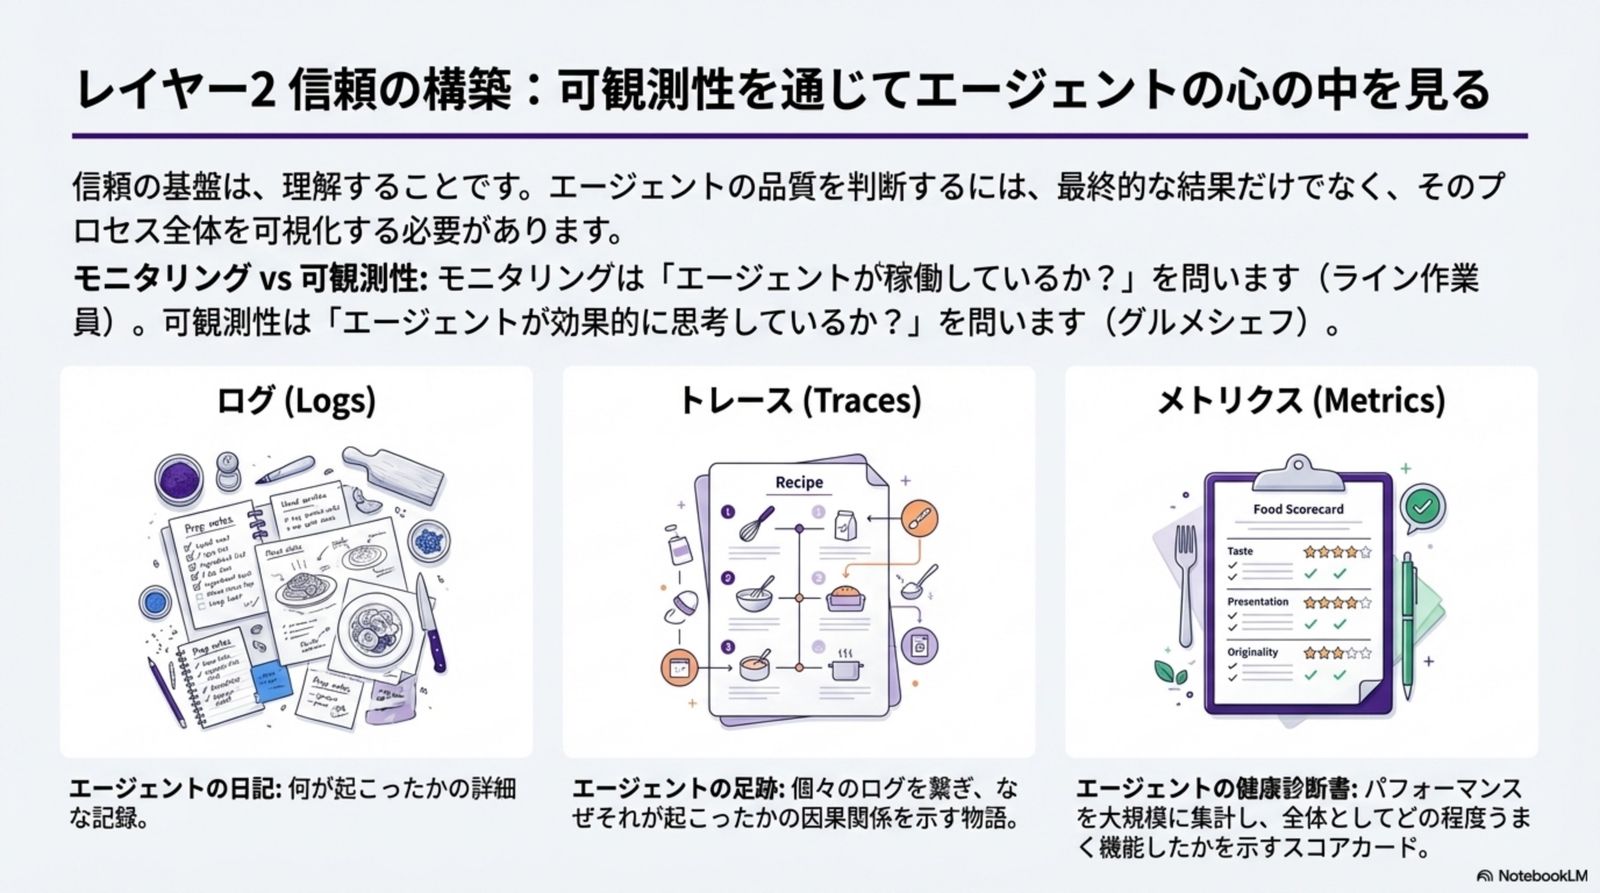 レイヤー2 信頼の構築：可観測性を通じてエージェントの心の中を見る
信頼の基盤は、理解することです。エージェントの品質を判断するには、最終的な結果だけでなく、そのプ
ロセス全体を可視化する必要があります。
モニタリング vs 可観測性: モニタリングは「エージェントが稼働しているか？」を問います（ライン作業
員）。可観測性は「エージェントが効果的に思考しているか？」を問います（グルメシェフ）。
ログ (Logs)
Prep notes
Prep notes
Prep notes
エージェントの日記: 何が起こったかの詳細
な記録。
トレース (Traces)
Recipe
1
2
3
エージェントの足跡: 個々のログを繋ぎ、な
ぜそれが起こったかの因果関係を示す物語。
メトリクス (Metrics)
Food Scorecard
Taste
Presentation
Originality
エージェントの健康診断書: パフォーマンス
を大規模に集計し、全体としてどの程度うま
く機能したかを示すスコアカード。
NotebookLM